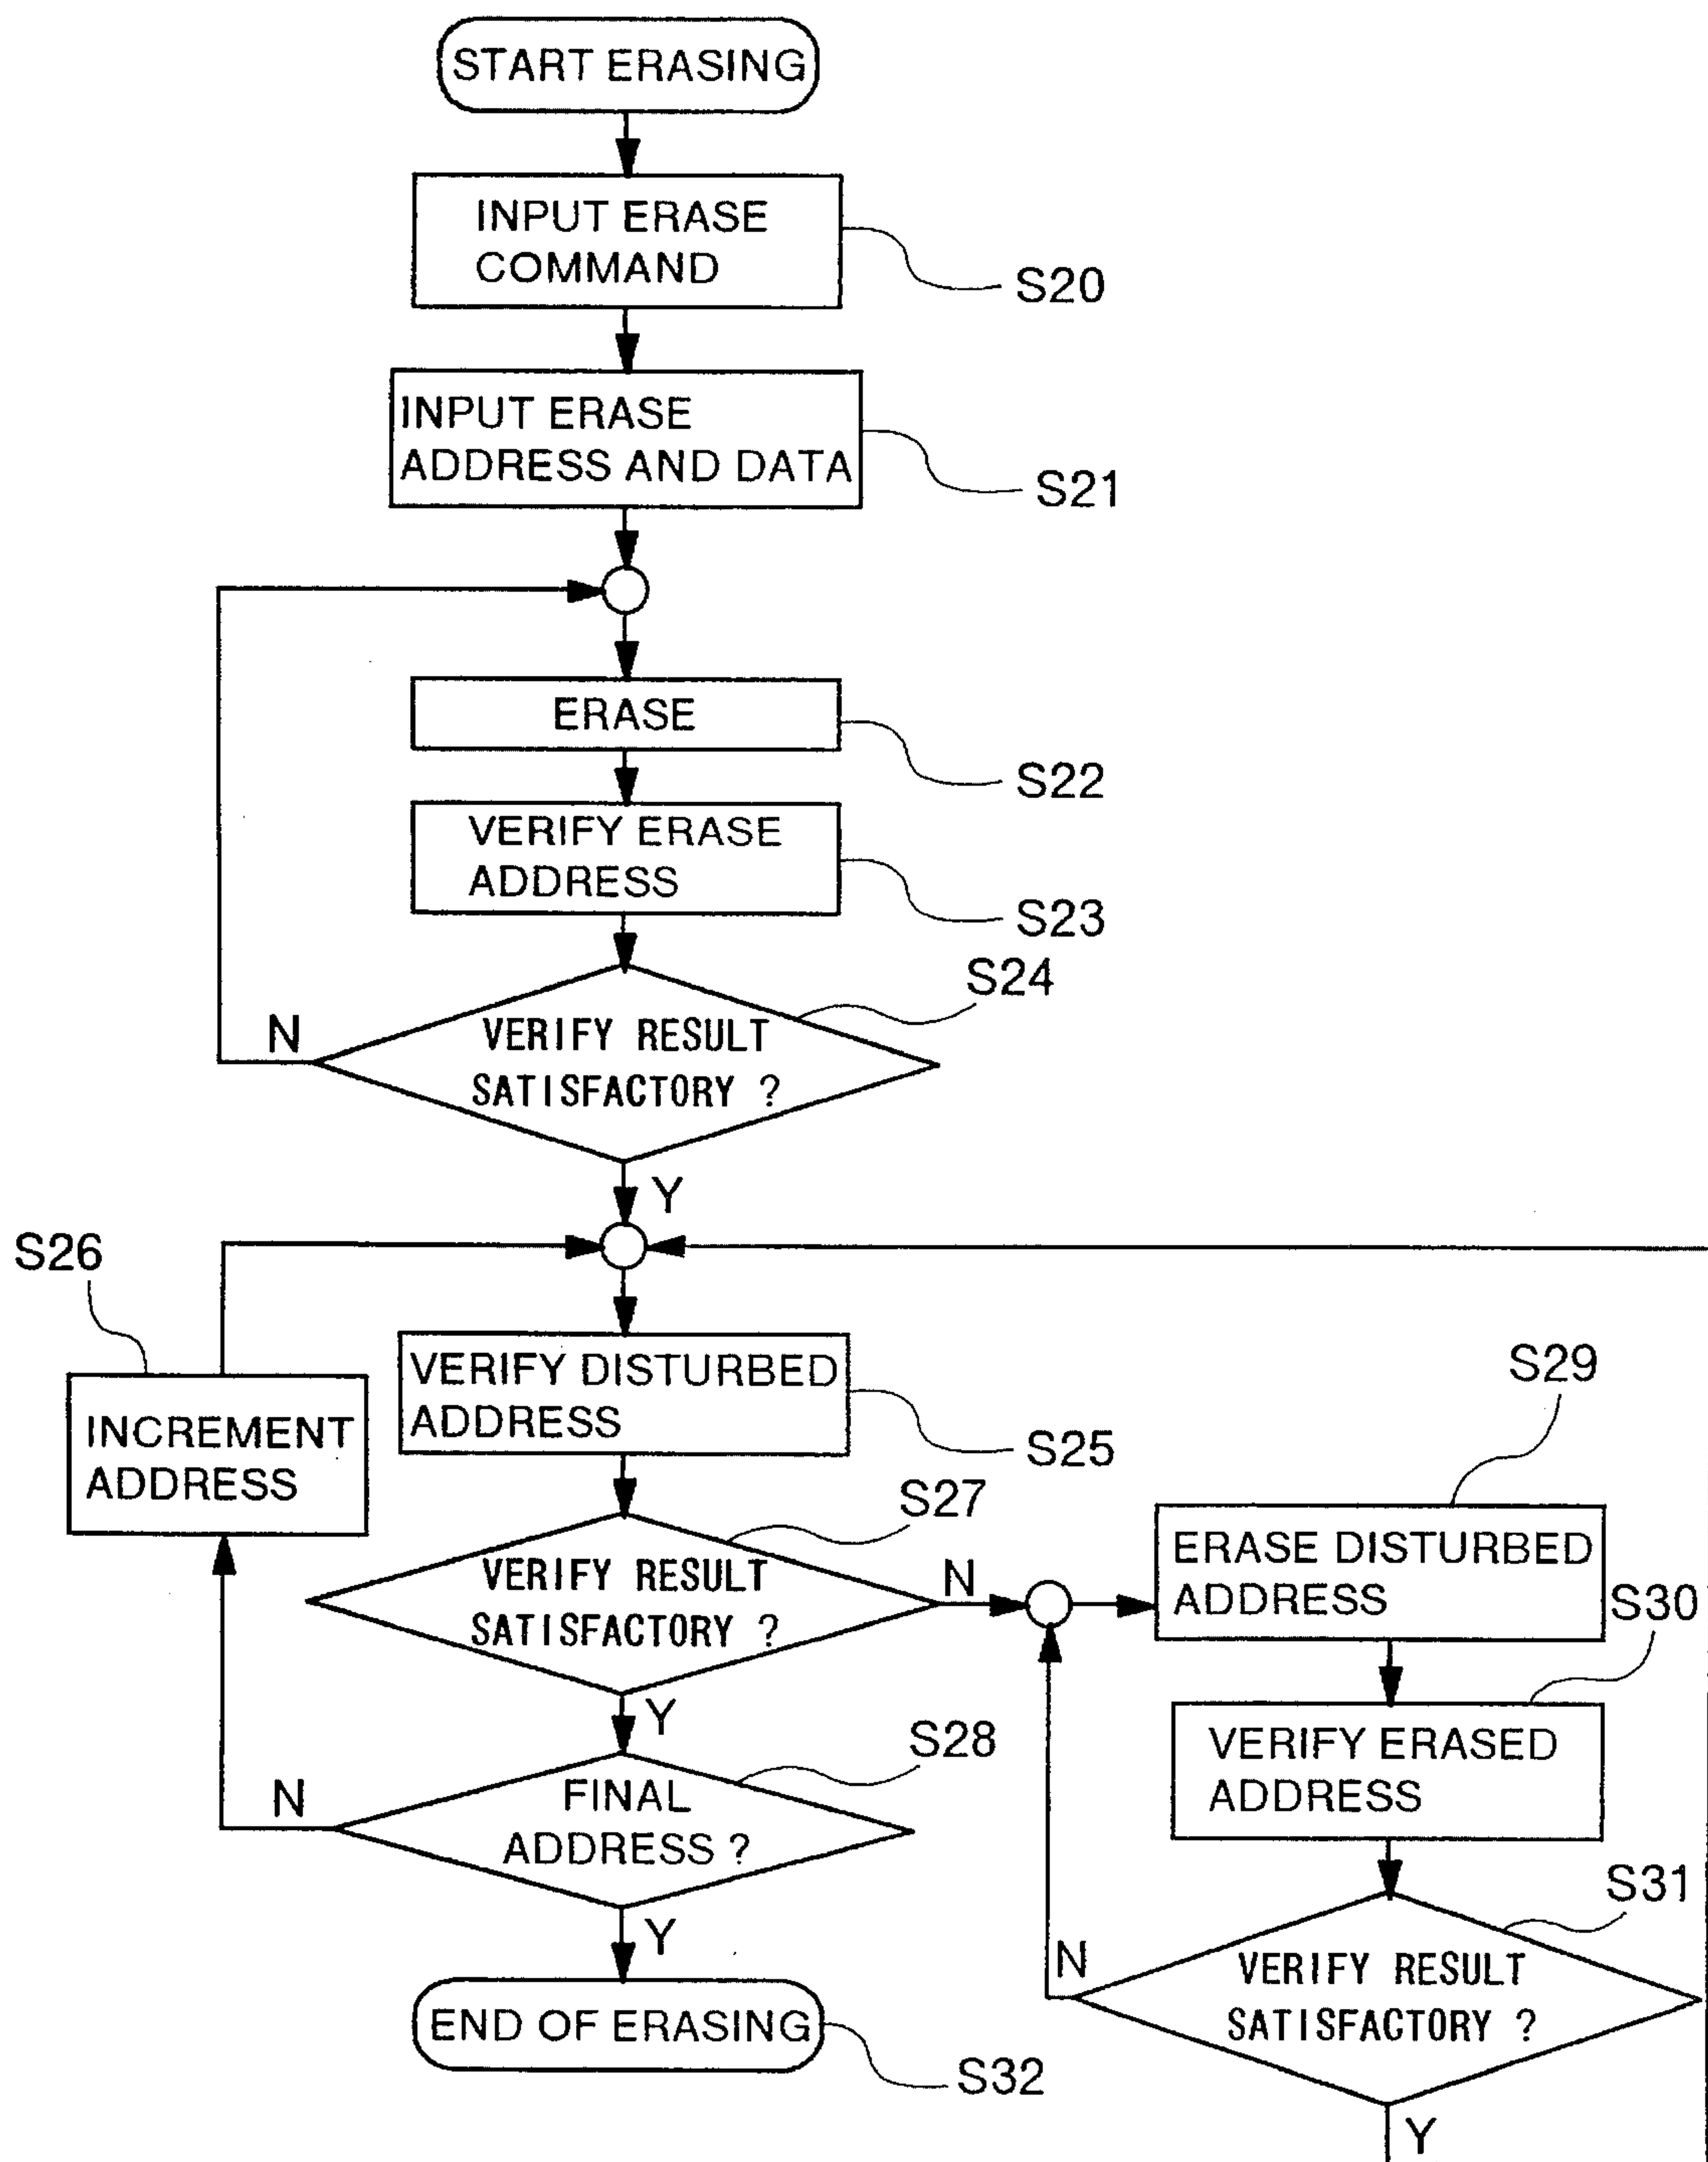 START ERASING
INPUT ERASE
COMMAND
S20
INPUT ERASE
ADDRESS AND DATA
S21
ERASE
S22
VERIFY ERASE
ADDRESS
S23
S24
N
VERIFY RESULT
SATISFACTORY ?
Y
S26
INCREMENT
ADDRESS
VERIFY DISTURBED
ADDRESS
S25
S27
VERIFY RESULT
SATISFACTORY ?
N
S29
ERASE DISTURBED
ADDRESS
S30
Y
S28
N
FINAL
ADDRESS ?
VERIFY ERASED
ADDRESS
S31
Y
N
VERIFY RESULT
SATISFACTORY ?
END OF ERASING
S32
Y